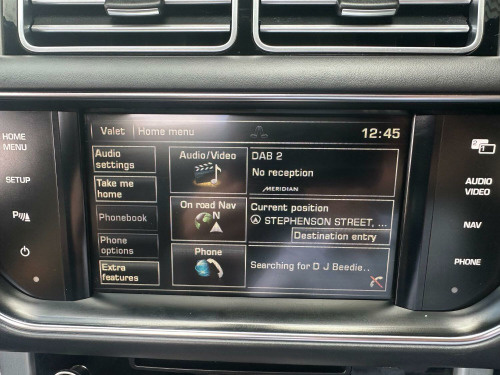 HOME
MENU
SETUP
Valet
Home menu
12:45
Audio
settings
Take me
home
Phonebook
Phone
options
Extra
features
Audio/Video
DAB 2
No reception
MERIDIAN
On road Nav
N
Current position
STEPHENSON STREET, ...
Destination entry
Phone
Searching for D J Beedie..
AUDIO
VIDEO
NAV
PHONE